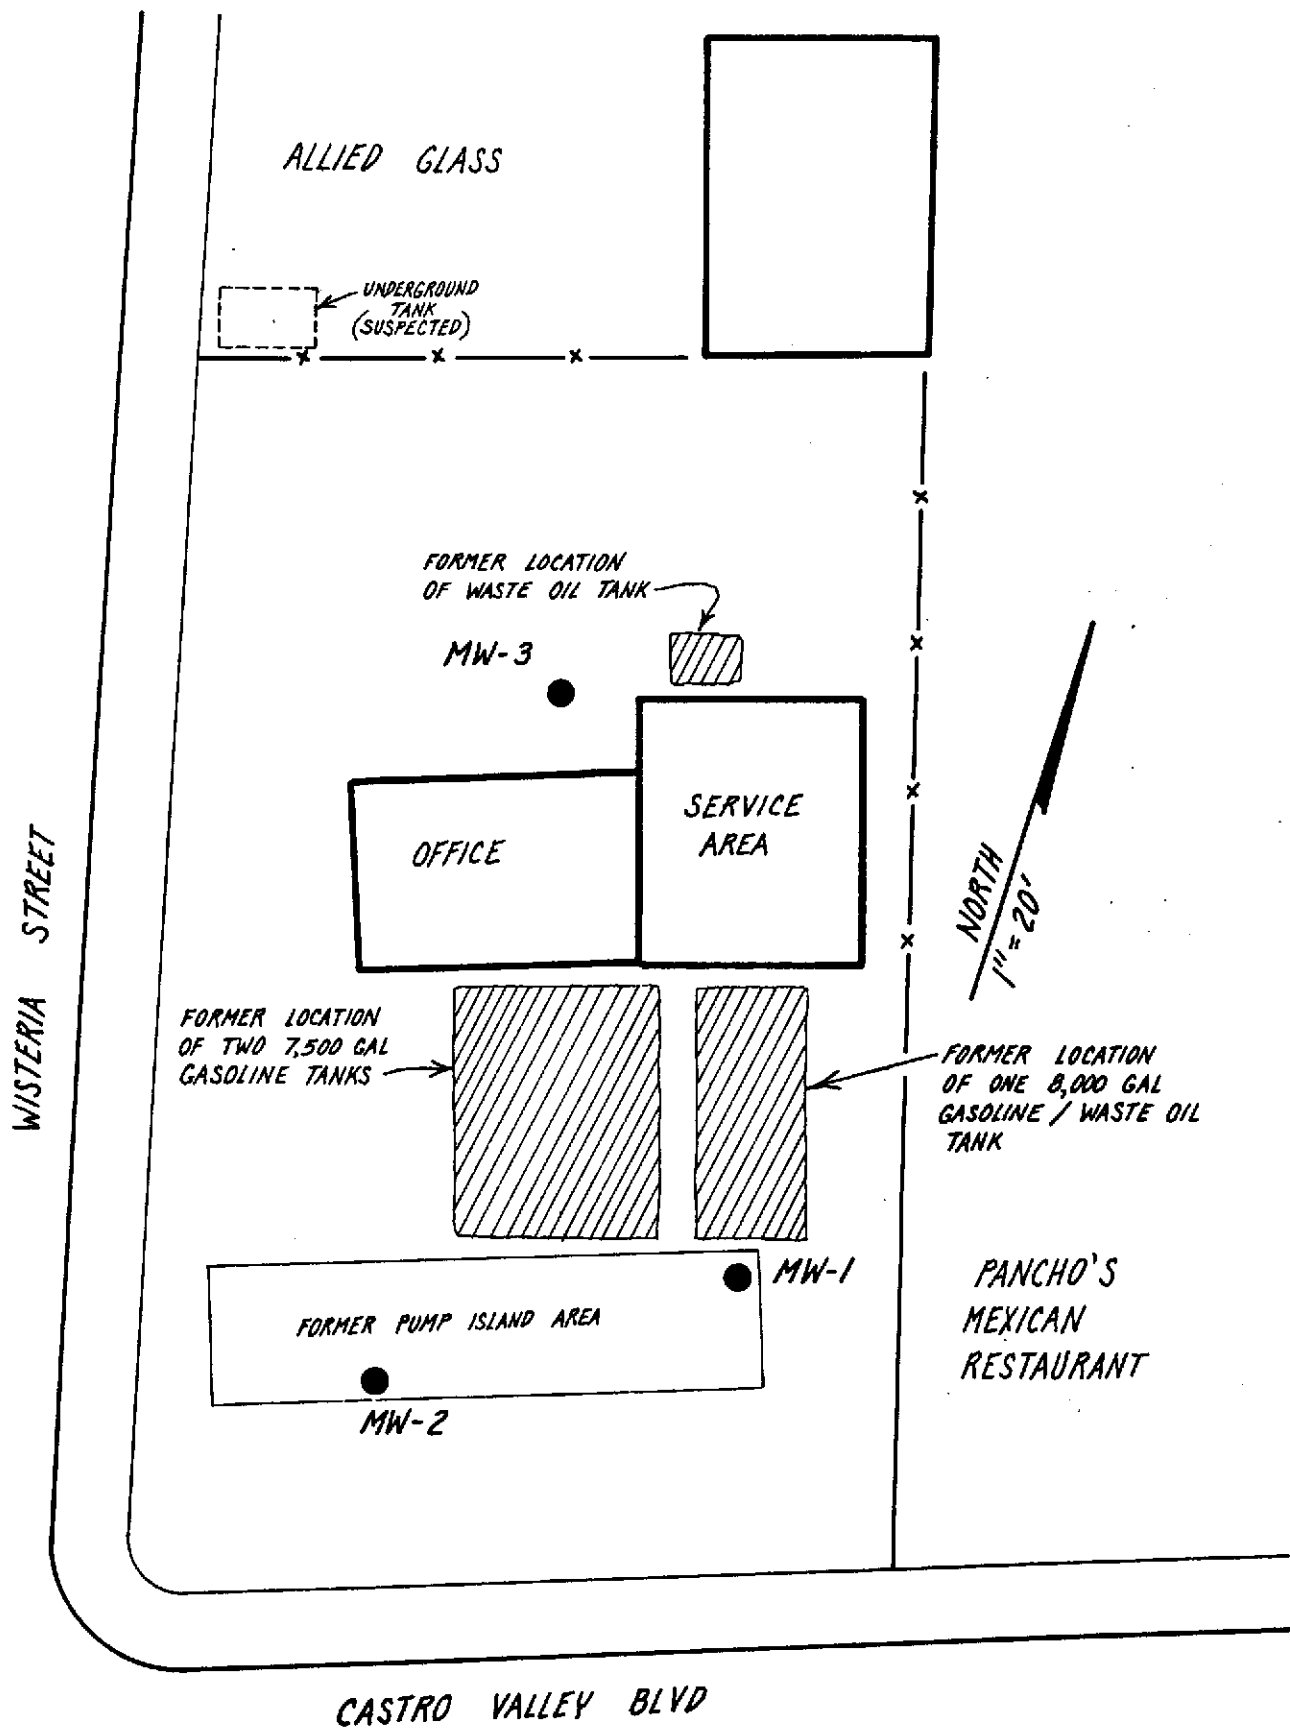 ALLIED GLASS
UNDERGROUND
TANK
(SUSPECTED)
FORMER LOCATION
OF WASTE OIL TANK
MW-3
SERVICE
AREA
OFFICE
NORTH
1" = 20'
WISTERIA STREET
FORMER LOCATION
OF TWO 7,500 GAL
GASOLINE TANKS
FORMER LOCATION
OF ONE 8,000 GAL
GASOLINE / WASTE OIL
TANK
MW-1
FORMER PUMP ISLAND AREA
MW-2
PANCHO'S
MEXICAN
RESTAURANT
CASTRO VALLEY BLVD